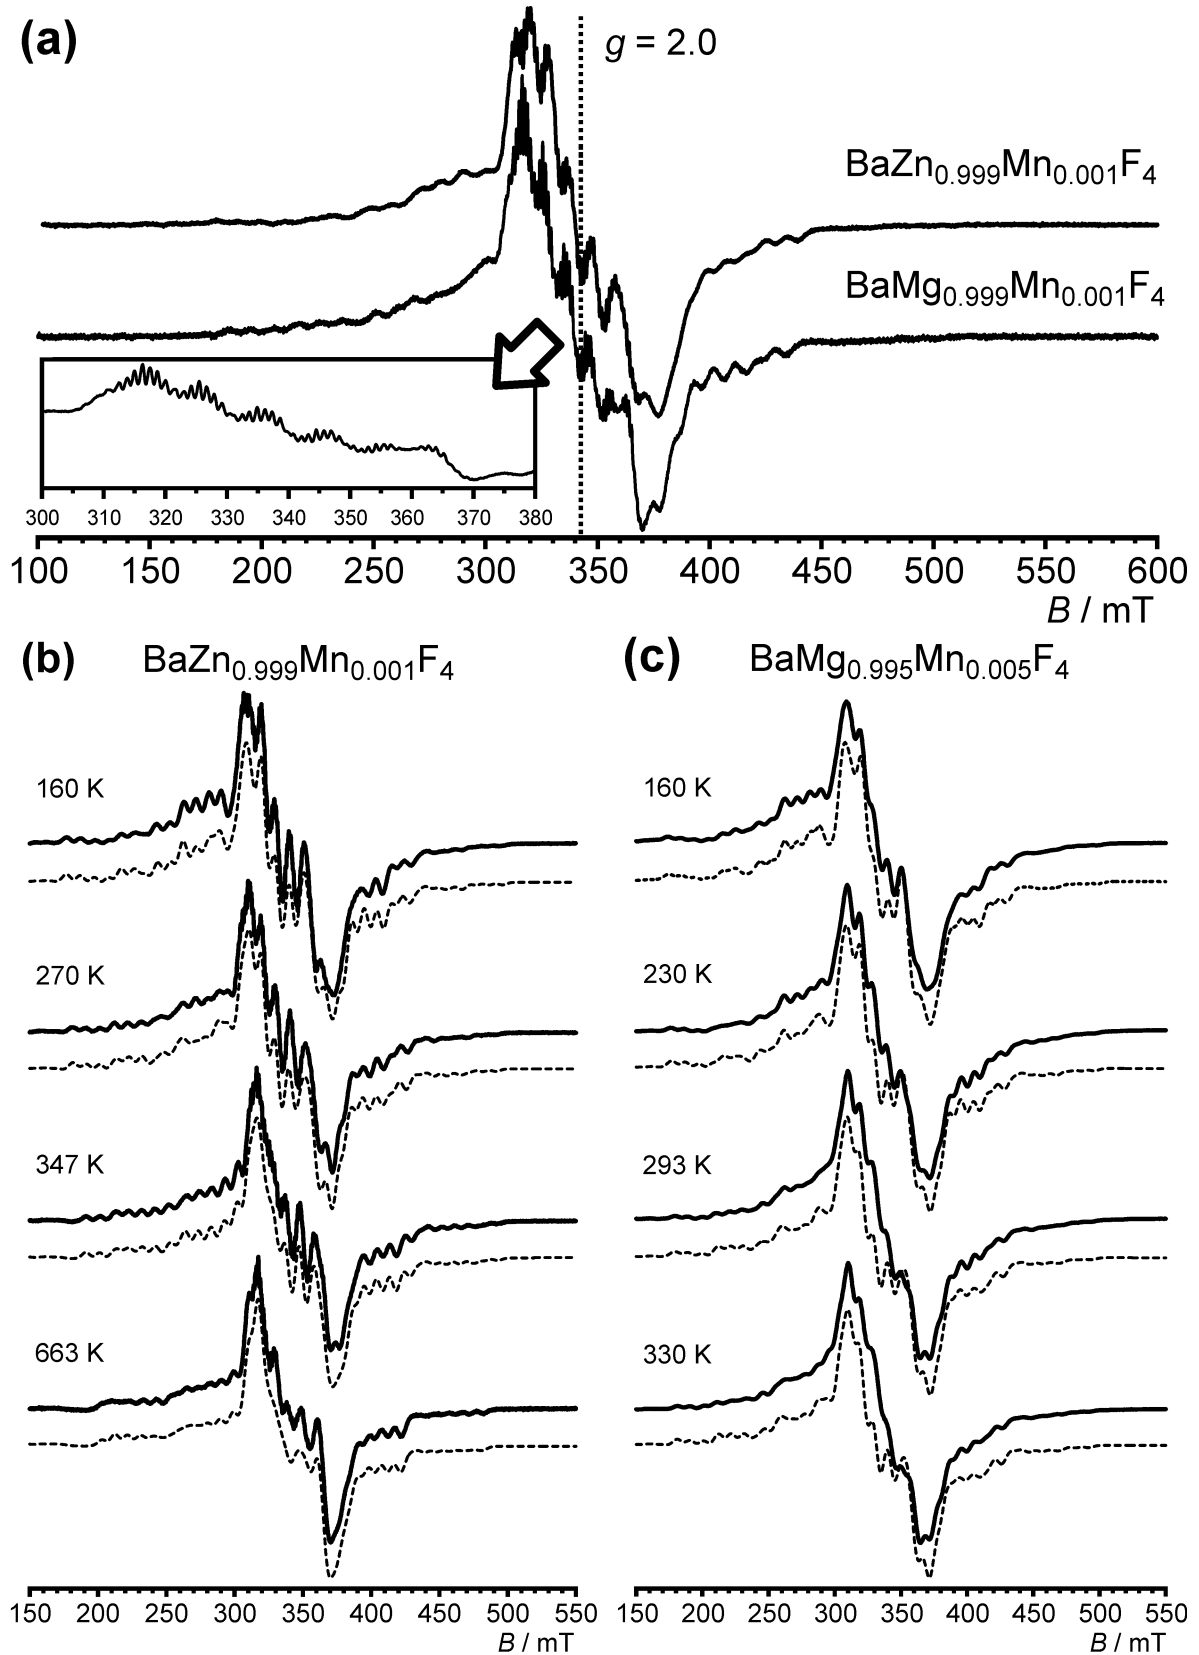 (a)
g = 2.0
BaZn0.999Mn0.001F4
BaMg0.999Mn0.001F4
300 310 320 330 340 350 360 370 380
100 150 200 250 300 350 400 450 500 550 600
B / mT
(b) BaZn0.999Mn0.001F4
160 K
270 K
347 K
663 K
150 200 250 300 350 400 450 500 550
B / mT
(c) BaMg0.995Mn0.005F4
160 K
230 K
293 K
330 K
150 200 250 300 350 400 450 500 550
B / mT